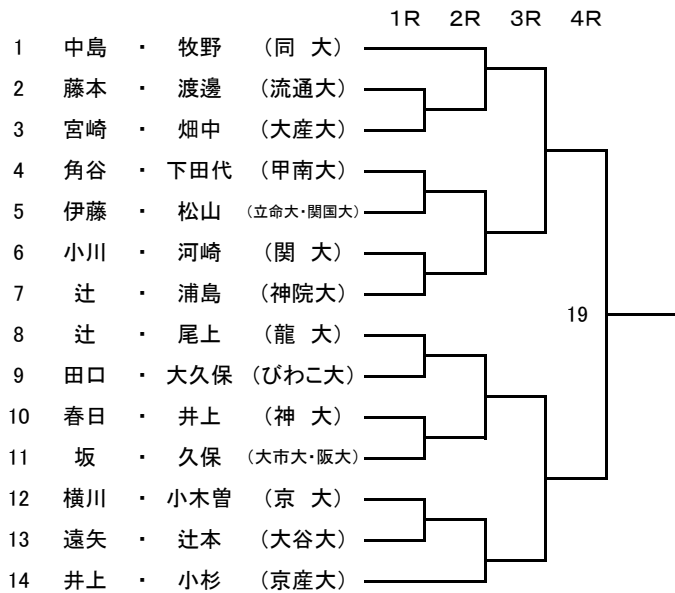 1R 2R 3R 4R
1 中島 ・ 牧野 (同 大)
2 藤本 ・ 渡邊 (流通大)
3 宮崎 ・ 畑中 (大産大)
4 角谷 ・ 下田代 (甲南大)
5 伊藤 ・ 松山 (立命大・関国大)
6 小川 ・ 河崎 (関 大)
7 辻 ・ 浦島 (神院大)
19
8 辻 ・ 尾上 (龍 大)
9 田口 ・ 大久保 (びわこ大)
10 春日 ・ 井上 (神 大)
11 坂 ・ 久保 (大市大・阪大)
12 横川 ・ 小木曽 (京 大)
13 遠矢 ・ 辻本 (大谷大)
14 井上 ・ 小杉 (京産大)